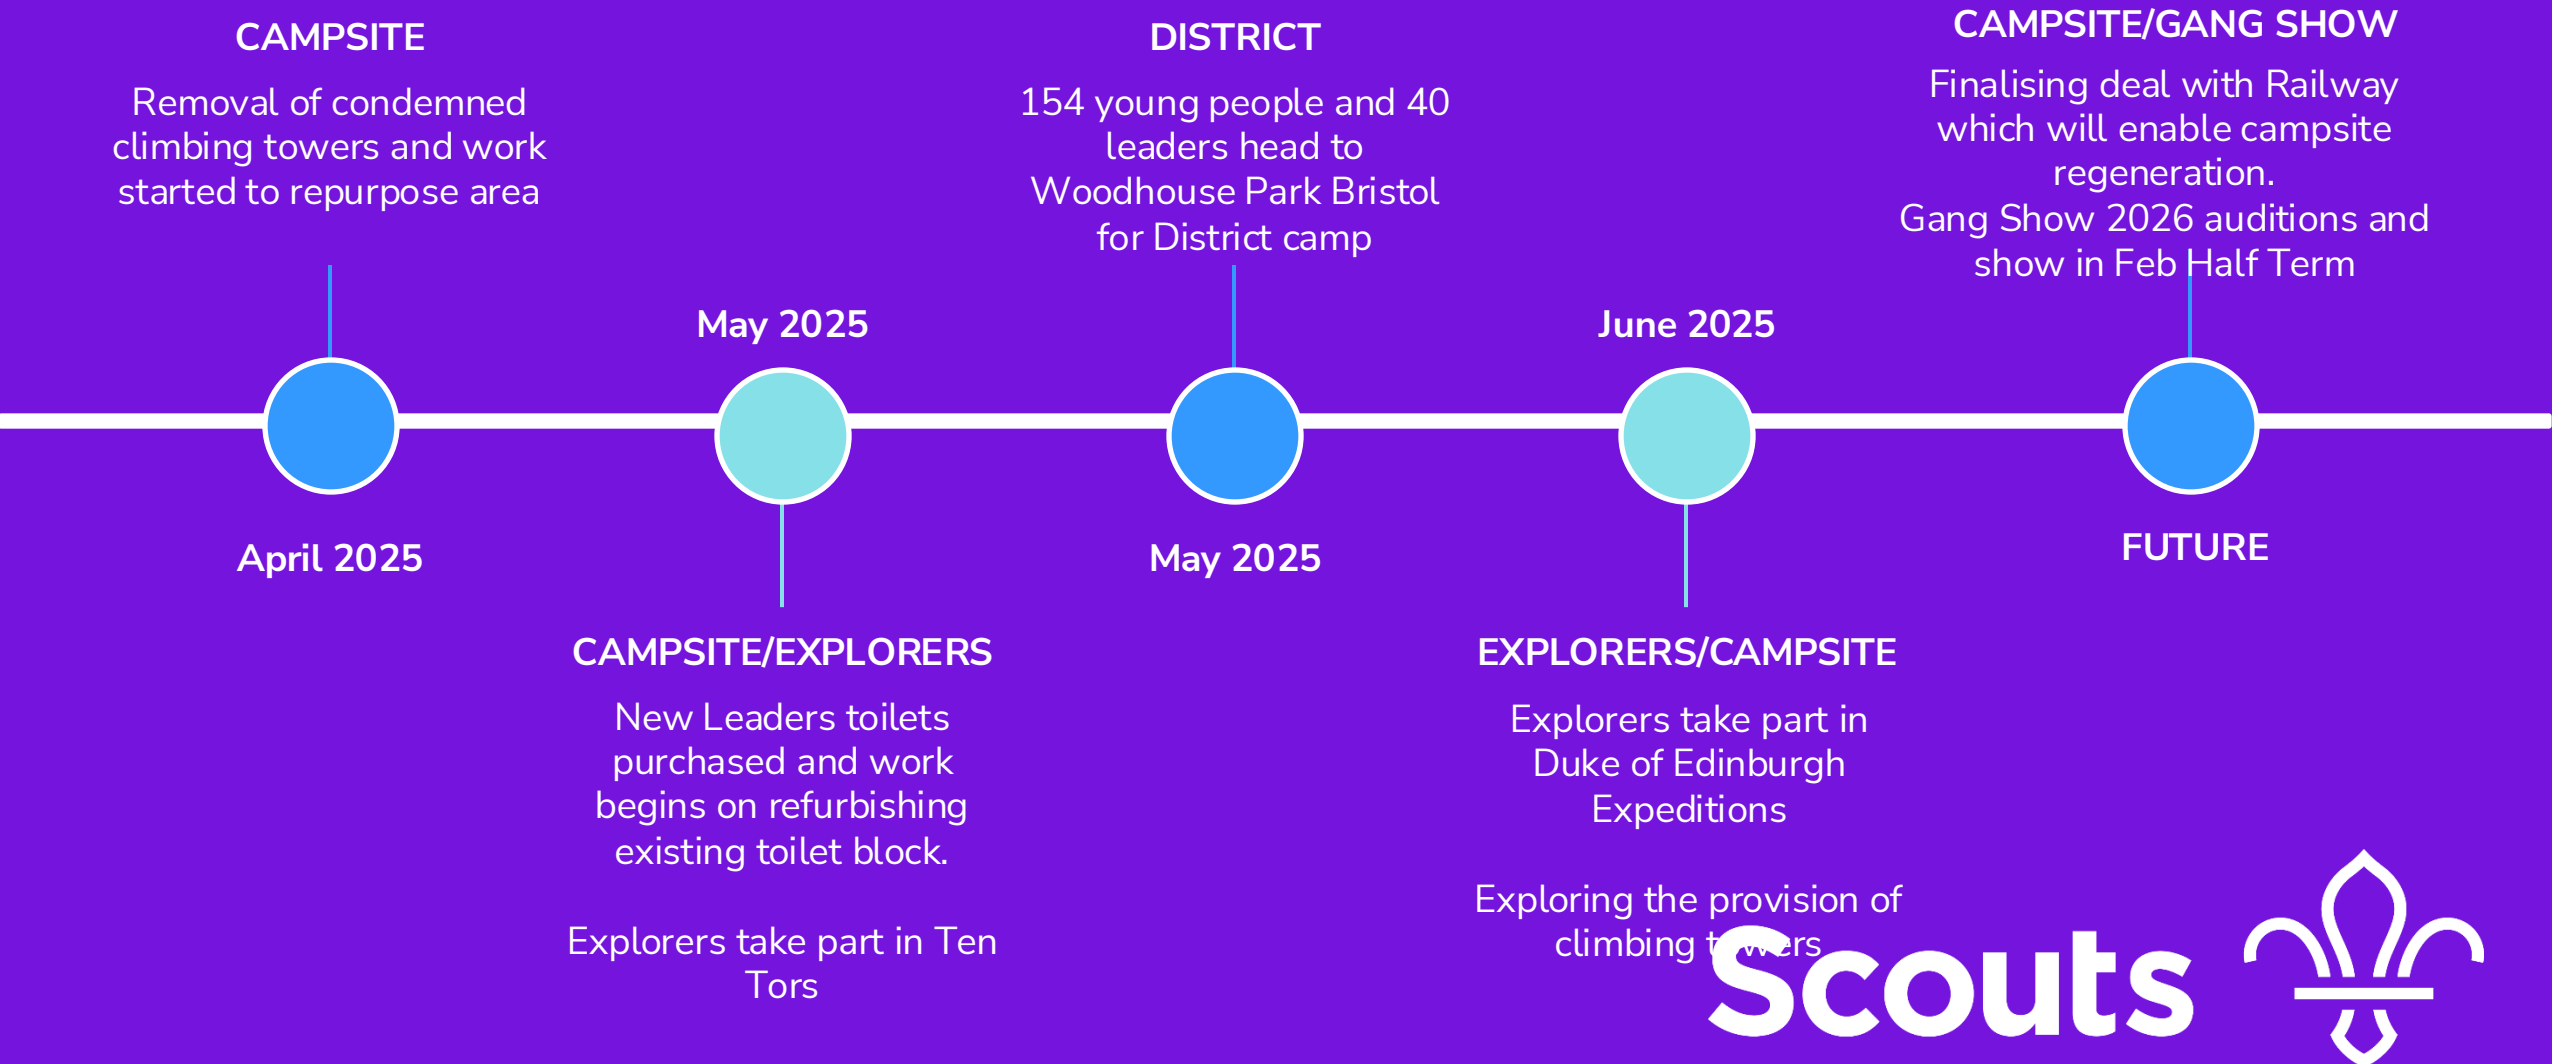 CAMPSITE
Removal of condemned
climbing towers and work
started to repurpose area
April 2025
May 2025
CAMPSITE/EXPLORERS
New Leaders toilets
purchased and work
begins on refurbishing
existing toilet block.
Explorers take part in Ten
Tors
DISTRICT
154 young people and 40
leaders head to
Woodhouse Park Bristol
for District camp
May 2025
June 2025
EXPLORERS/CAMPSITE
Explorers take part in
Duke of Edinburgh
Expeditions
Exploring the provision of
climbing towers
CAMPSITE/GANG SHOW
Finalising deal with Railway
which will enable campsite
regeneration.
Gang Show 2026 auditions and
show in Feb Half Term
FUTURE
Scouts